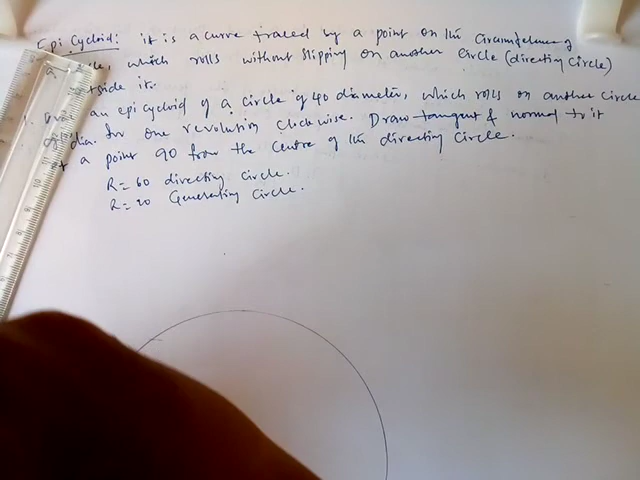 Epi Cycloid: it is a curve traced by a point on the circumference of
a , which rolls without slipping on another circle (directing circle)
side it.
an epicycloid of a circle of 40 diameter, which rolls on another circle
dia. for one revolution clockwise. Draw tangent & normal to it
at a point 90 from the centre of the directing circle.
R = 60 directing circle.
R = 20 Generating circle.